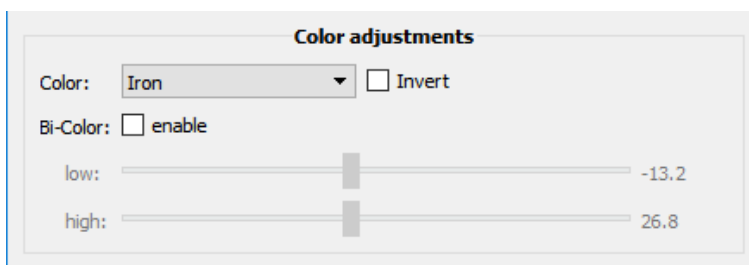 Color adjustments
Color: Iron Invert
Bi-Color: enable
low: -13.2
high: 26.8